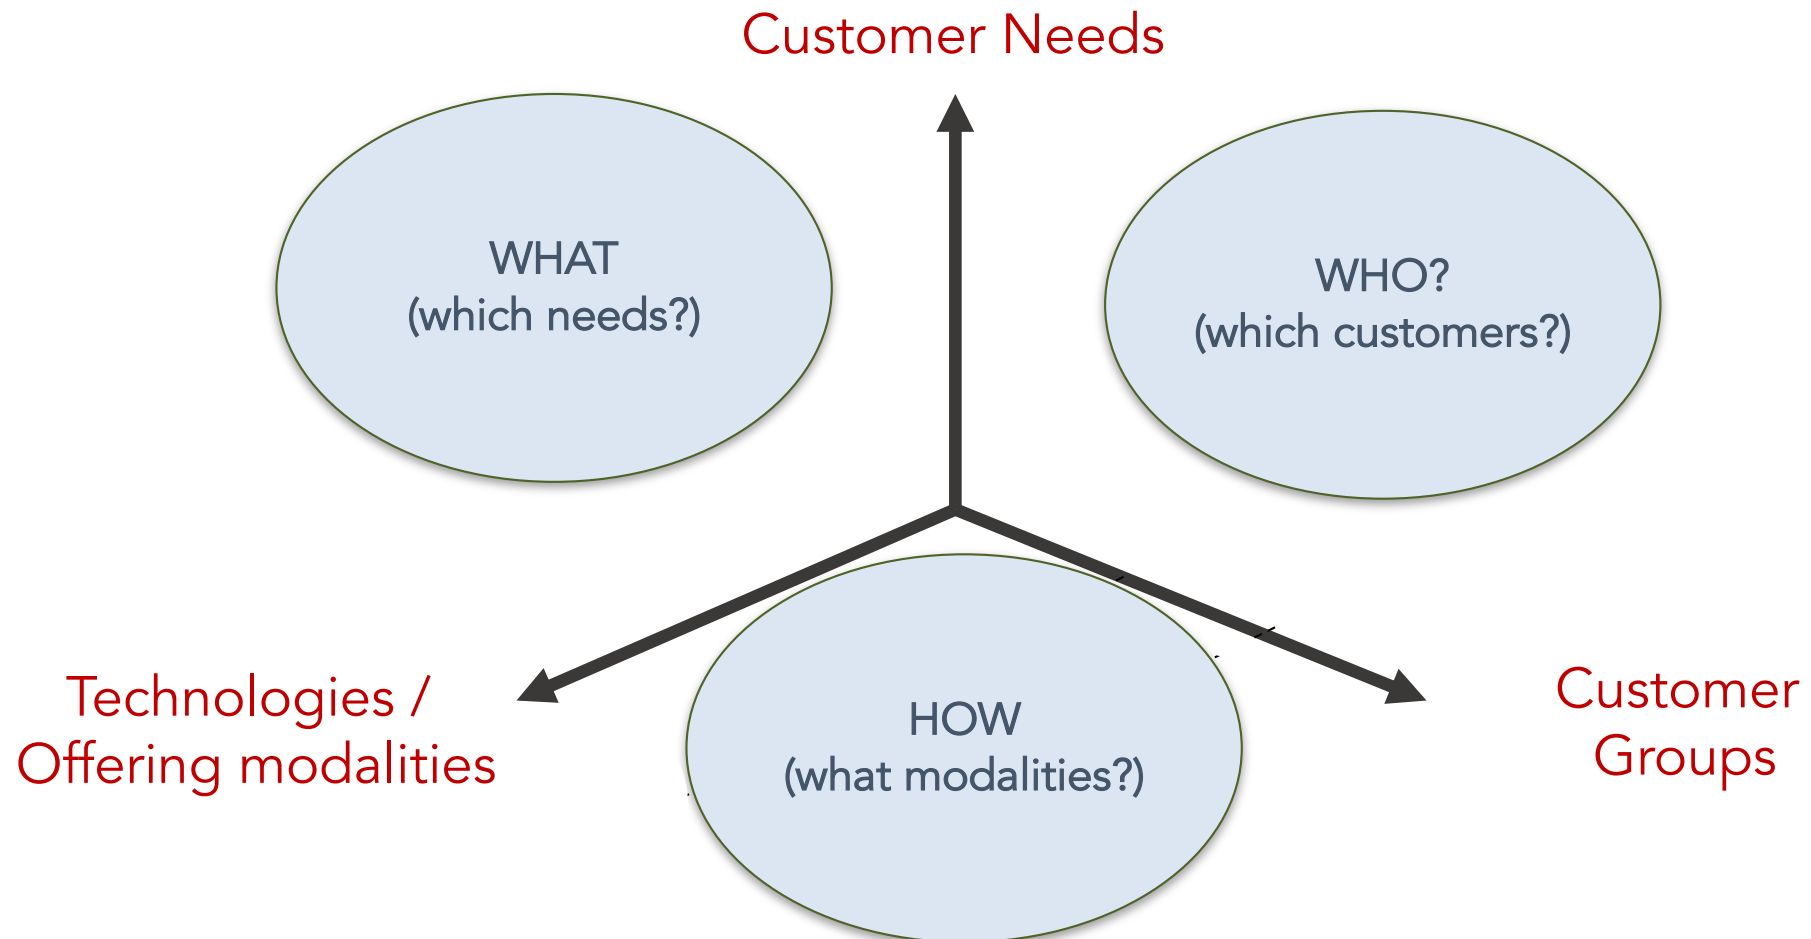 Customer Needs
WHAT
(which needs?)
WHO?
(which customers?)
Technologies /
Offering modalities
HOW
(what modalities?)
Customer
Groups